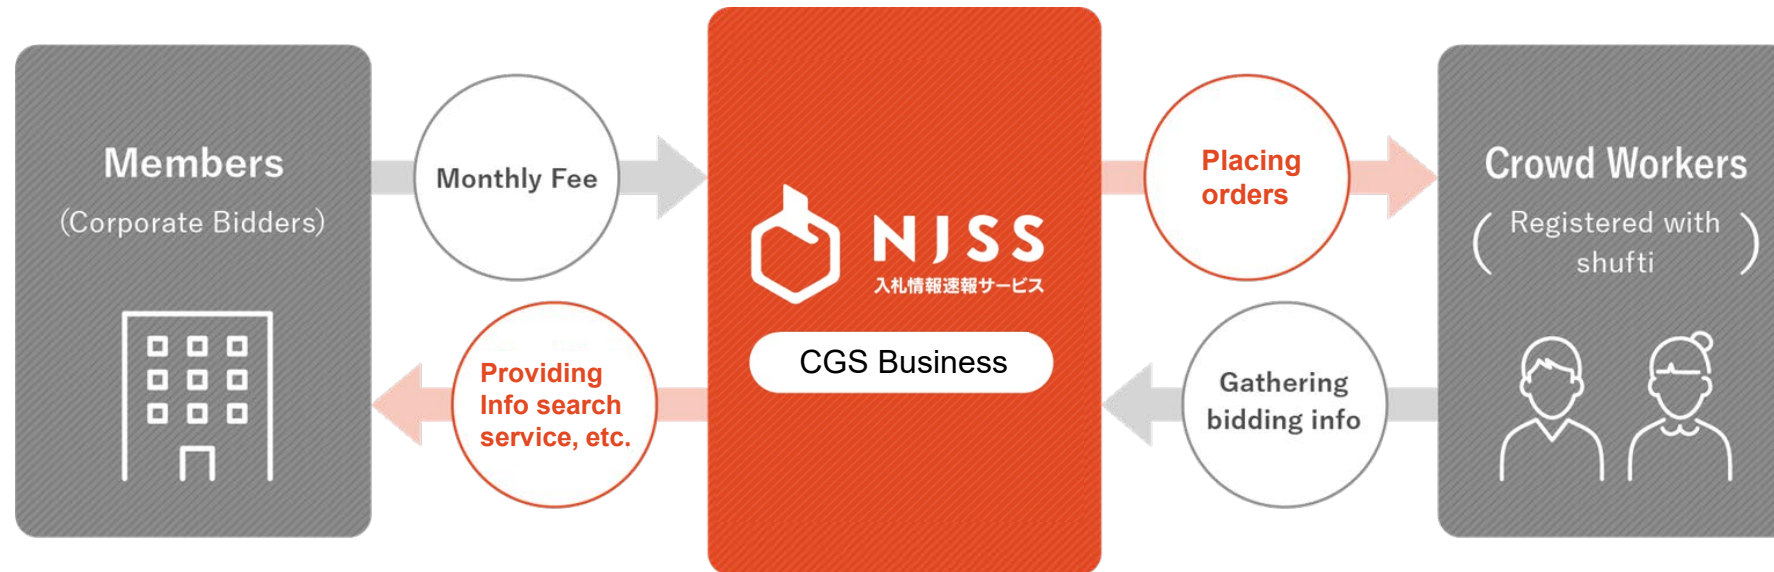 Members
(Corporate Bidders)
Monthly Fee
Providing
Info search
service, etc.
NJSS
入札情報速報サービス
CGS Business
Placing
orders
Gathering
bidding info
Crowd Workers
(Registered with
shufti)